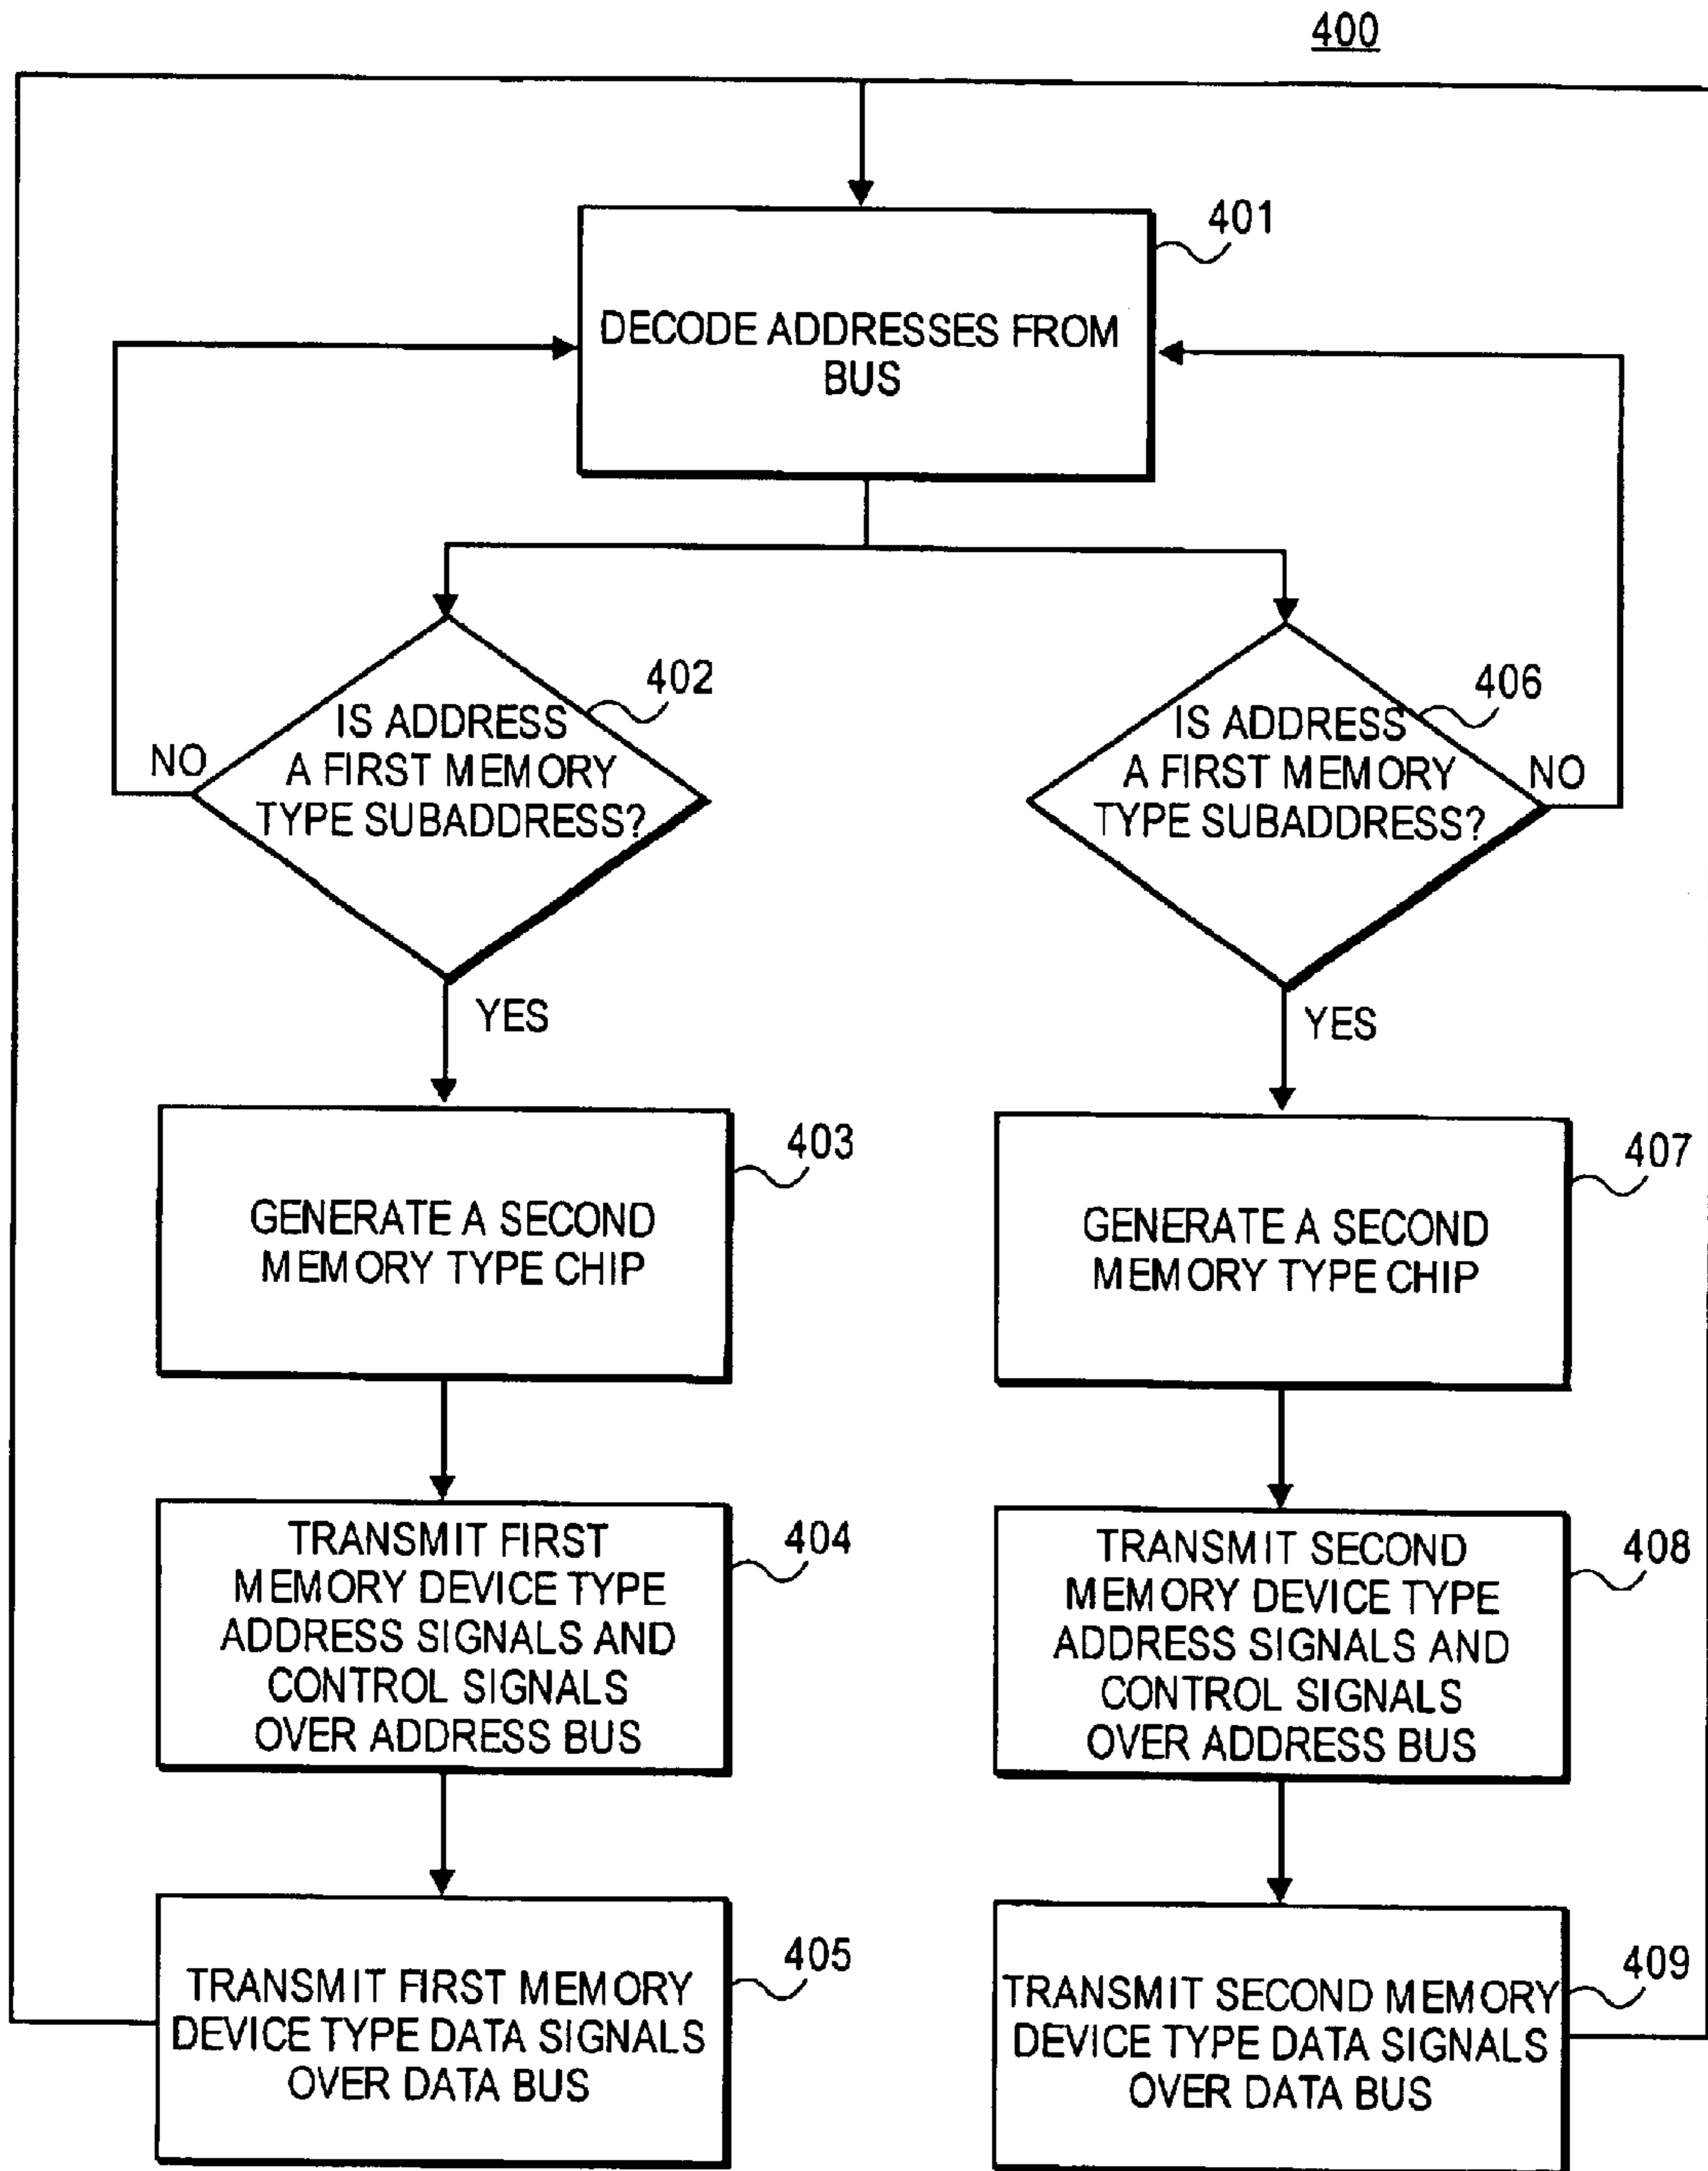 400
401
DECODE ADDRESSES FROM
BUS
402
IS ADDRESS
A FIRST MEMORY
TYPE SUBADDRESS?
NO
YES
403
GENERATE A SECOND
MEMORY TYPE CHIP
404
TRANSMIT FIRST
MEMORY DEVICE TYPE
ADDRESS SIGNALS AND
CONTROL SIGNALS
OVER ADDRESS BUS
405
TRANSMIT FIRST MEMORY
DEVICE TYPE DATA SIGNALS
OVER DATA BUS
406
IS ADDRESS
A FIRST MEMORY
TYPE SUBADDRESS?
NO
YES
407
GENERATE A SECOND
MEMORY TYPE CHIP
408
TRANSMIT SECOND
MEMORY DEVICE TYPE
ADDRESS SIGNALS AND
CONTROL SIGNALS
OVER ADDRESS BUS
409
TRANSMIT SECOND MEMORY
DEVICE TYPE DATA SIGNALS
OVER DATA BUS